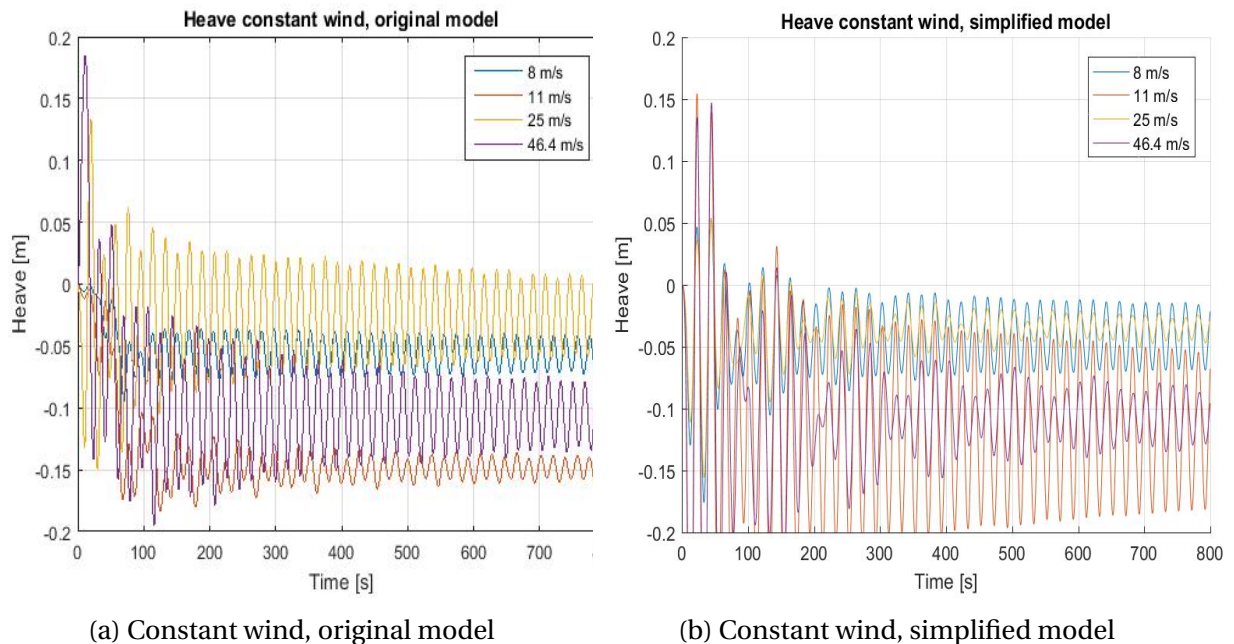 Heave constant wind, original model
0.2
0.15
0.1
0.05
0
-0.05
-0.1
-0.15
-0.2
Heave [m]
8 m/s
11 m/s
25 m/s
46.4 m/s
0 100 200 300 400 500 600 700
Time [s]
(a) Constant wind, original model
Heave constant wind, simplified model
0.2
0.15
0.1
0.05
0
-0.05
-0.1
-0.15
-0.2
Heave [m]
8 m/s
11 m/s
25 m/s
46.4 m/s
0 100 200 300 400 500 600 700 800
Time [s]
(b) Constant wind, simplified model